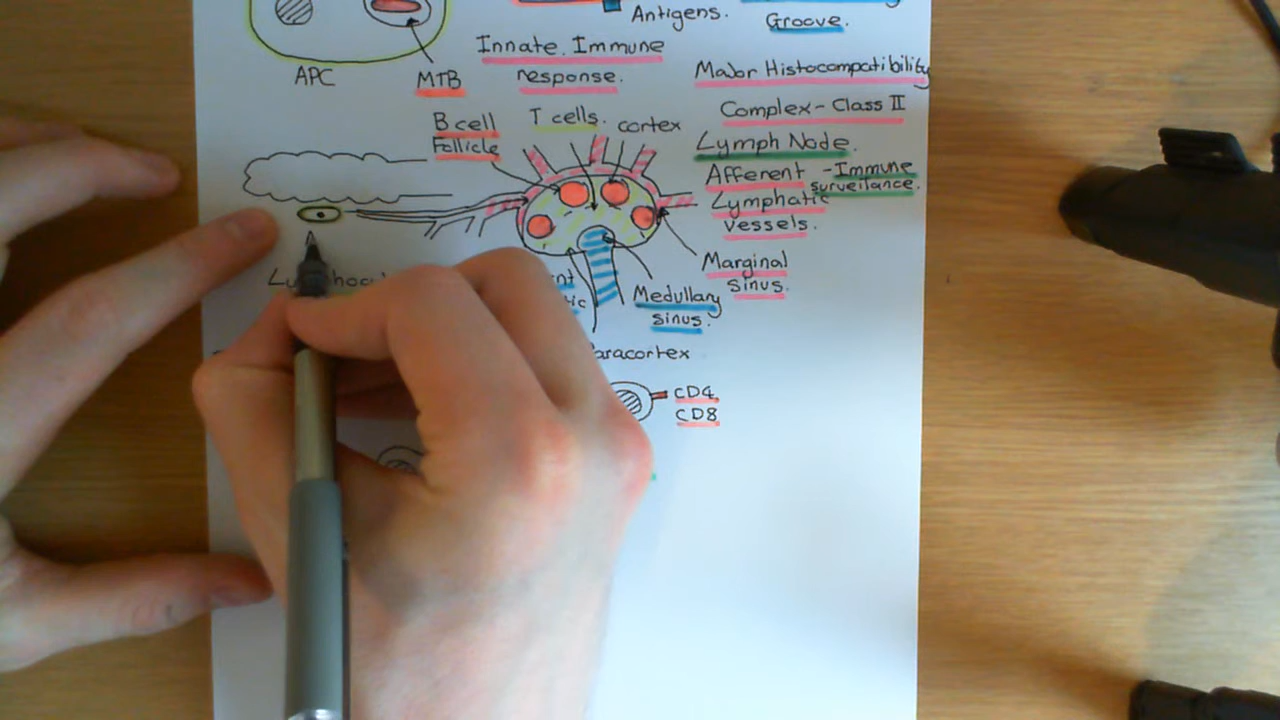 Antigens.
Groove.
Innate Immune
response.
APC
MTB
Major Histocompatibility
Complex - Class II
B cell
Follicle
T cells.
cortex
Lymph Node.
Afferent - Immune
surveilance.
Lymphatic
vessels.
Marginal
sinus.
Medullary
sinus.
Paracortex
CD4
CD8